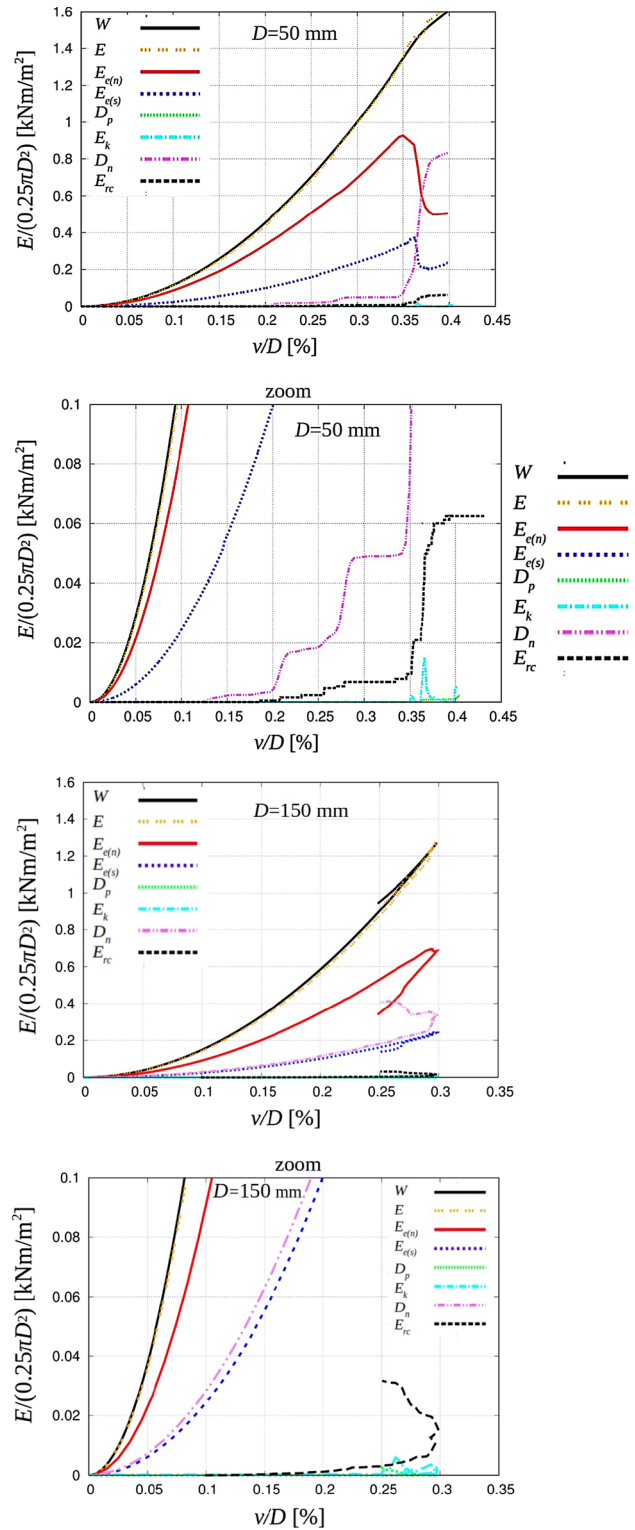 D=50 mm
W
E
Ee(n)
Ee(s)
Dp
Ek
Dn
Erc
E/(0.25πD²) [kNm/m²]
1.6
1.4
1.2
1
0.8
0.6
0.4
0.2
0
0 0.05 0.1 0.15 0.2 0.25 0.3 0.35 0.4 0.45
v/D [%]
zoom
D=50 mm
E/(0.25πD²) [kNm/m²]
0.1
0.08
0.06
0.04
0.02
0
0 0.05 0.1 0.15 0.2 0.25 0.3 0.35 0.4 0.45
v/D [%]
W
E
Ee(n)
Ee(s)
Dp
Ek
Dn
Erc
D=150 mm
W
E
Ee(n)
Ee(s)
Dp
Ek
Dn
Erc
E/(0.25πD²) [kNm/m²]
1.6
1.4
1.2
1
0.8
0.6
0.4
0.2
0
0 0.05 0.1 0.15 0.2 0.25 0.3 0.35
v/D [%]
zoom
D=150 mm
W
E
Ee(n)
Ee(s)
Dp
Ek
Dn
Erc
E/(0.25πD²) [kNm/m²]
0.1
0.08
0.06
0.04
0.02
0
0 0.05 0.1 0.15 0.2 0.25 0.3 0.35
v/D [%]